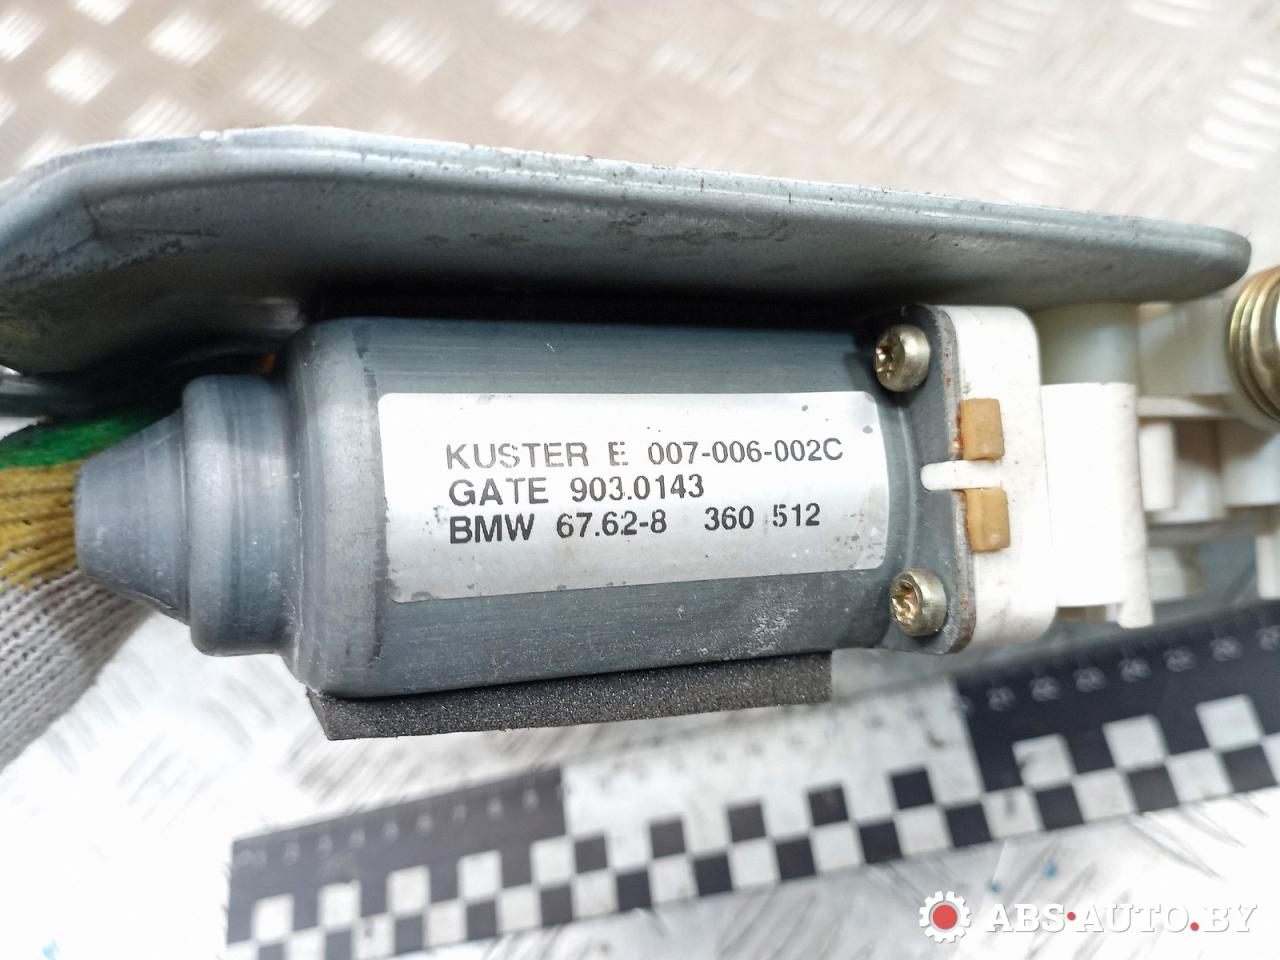 KUSTER E 007-006-002C
GATE 903.0143
BMW 67.62-8 360 512
ABS•AUTO.BY